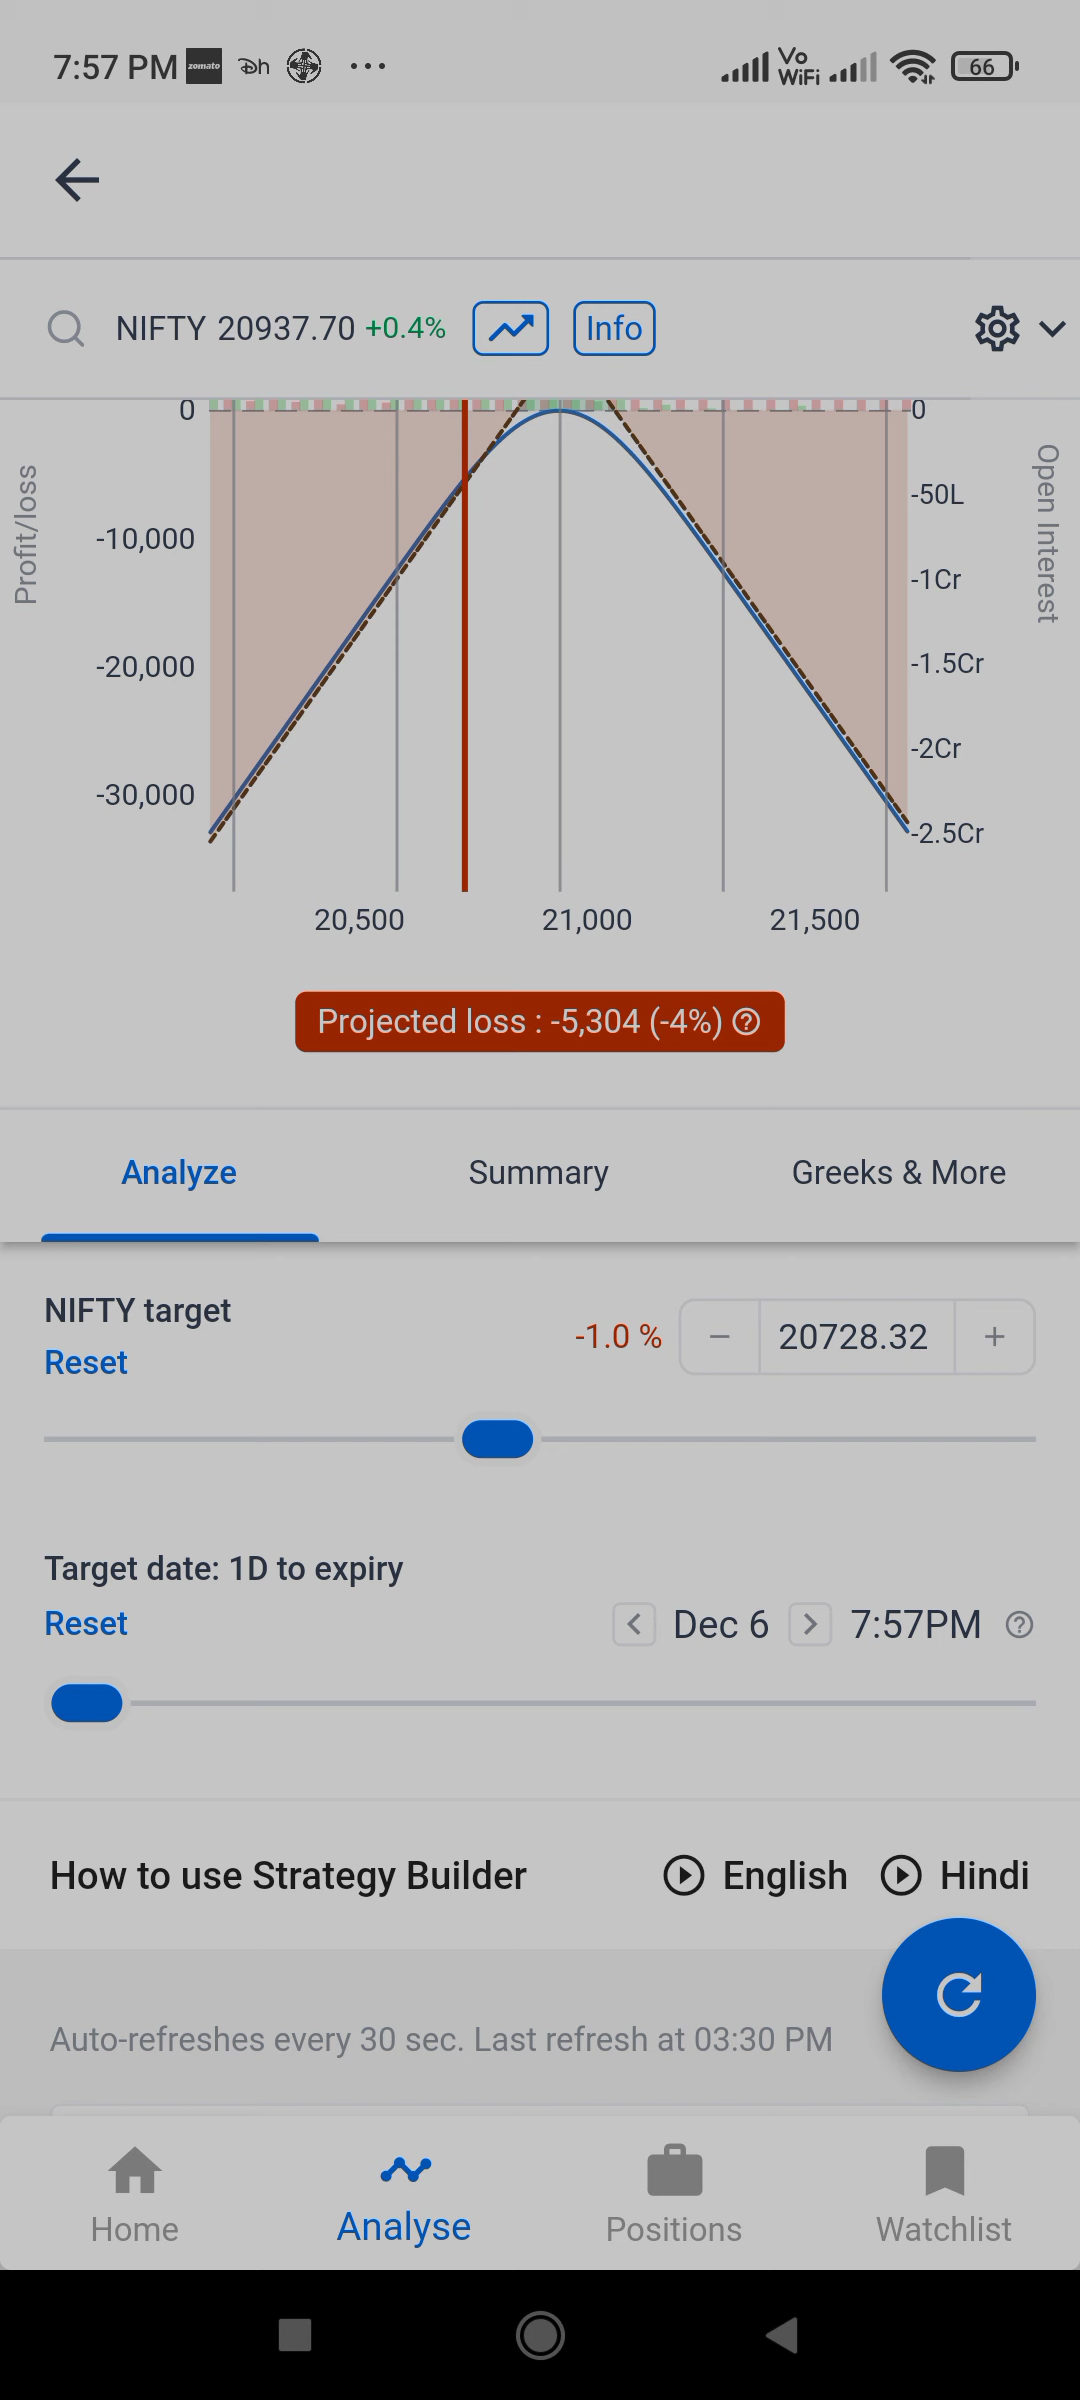 7:57 PM zomato Dh ... Vo WiFi 66
NIFTY 20937.70 +0.4% Info
Profit/loss
0
-10,000
-20,000
-30,000
0
-50L
-1Cr
-1.5Cr
-2Cr
-2.5Cr
Open Interest
20,500 21,000 21,500
Projected loss : -5,304 (-4%) ?
Analyze Summary Greeks & More
NIFTY target
Reset
-1.0 % − 20728.32 +
Target date: 1D to expiry
Reset
< Dec 6 > 7:57PM ?
How to use Strategy Builder English Hindi
Auto-refreshes every 30 sec. Last refresh at 03:30 PM
Home Analyse Positions Watchlist